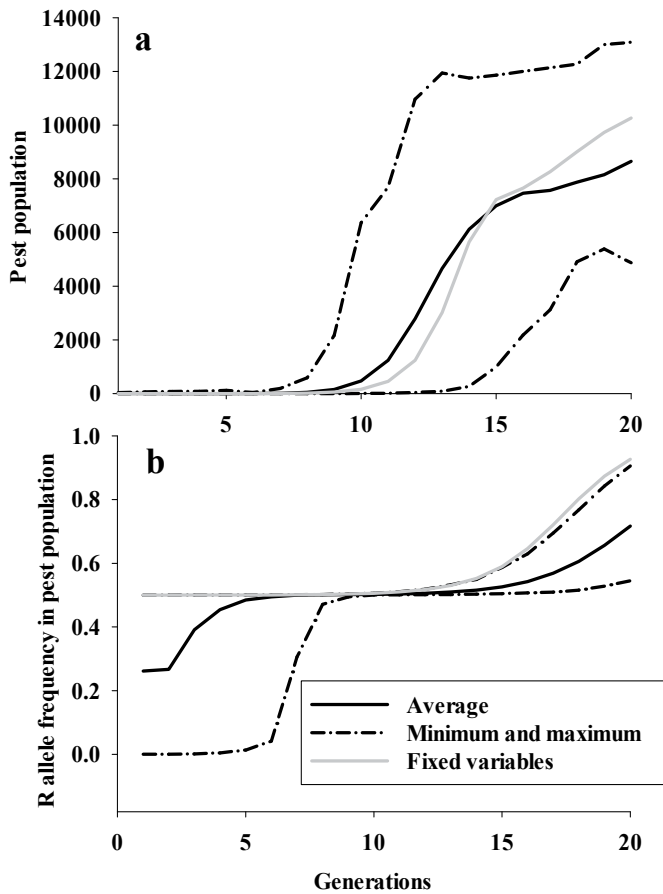 a
14000
12000
10000
8000
6000
4000
2000
0
Pest population
5
10
15
20
b
1.0
0.8
0.6
0.4
0.2
0.0
R allele frequency in pest population
Average
Minimum and maximum
Fixed variables
0
5
10
15
20
Generations